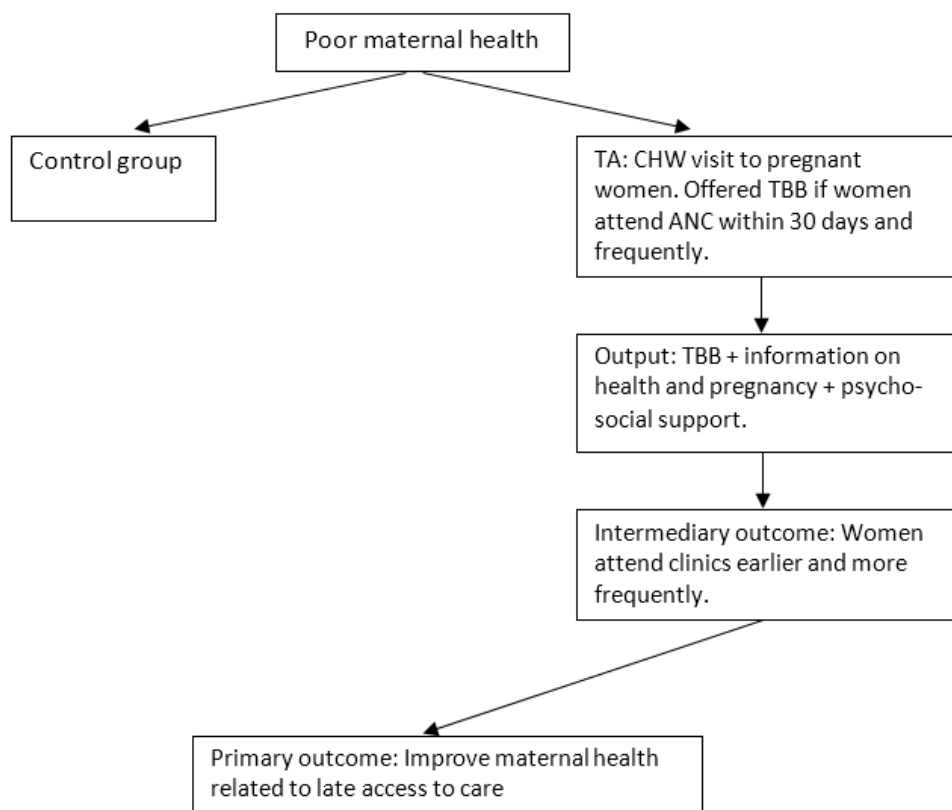 Poor maternal health
Control group
TA: CHW visit to pregnant
women. Offered TBB if women
attend ANC within 30 days and
frequently.
Output: TBB + information on
health and pregnancy + psycho-
social support.
Intermediary outcome: Women
attend clinics earlier and more
frequently.
Primary outcome: Improve maternal health
related to late access to care